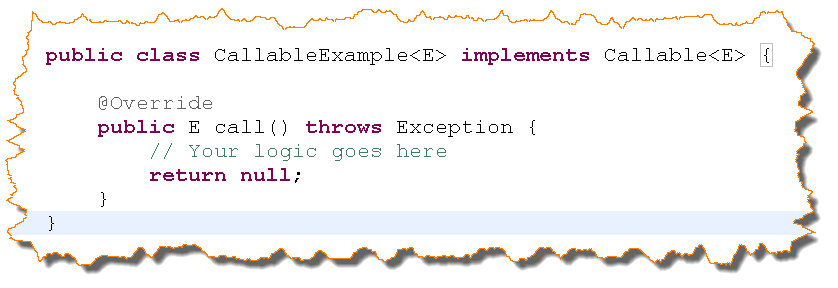 public class CallableExample<E> implements Callable<E> {
@Override
public E call() throws Exception {
// Your logic goes here
return null;
}
}